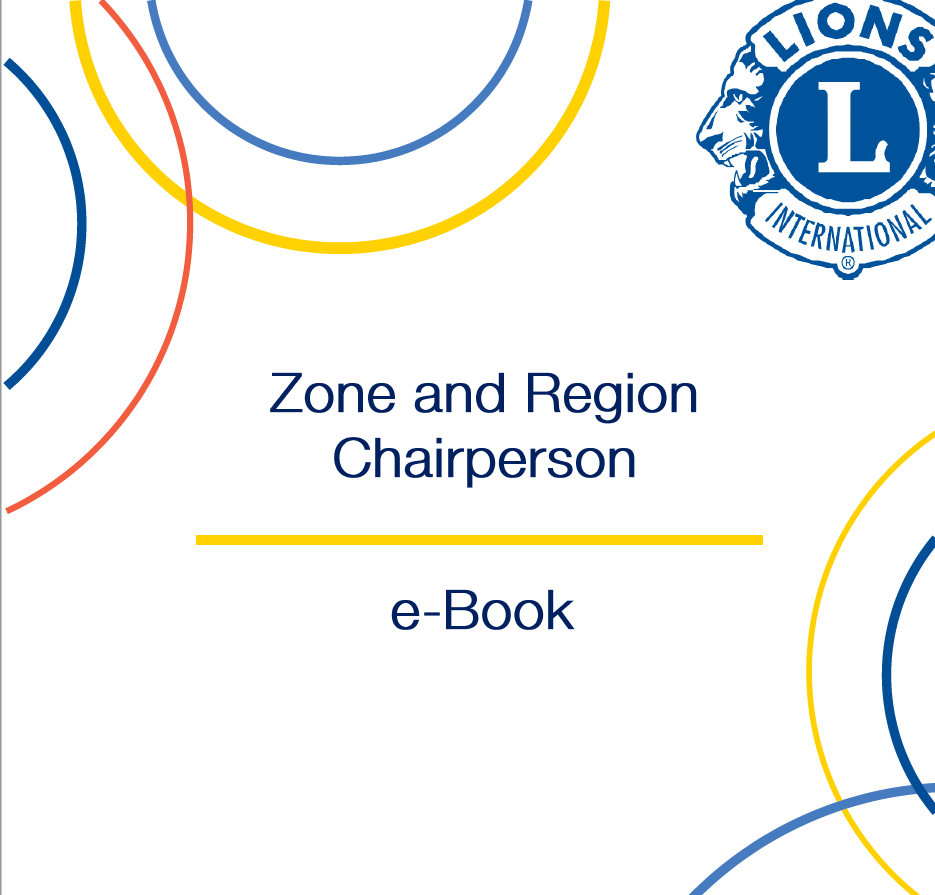 LIONS
L
INTERNATIONAL
®
Zone and Region
Chairperson
e-Book